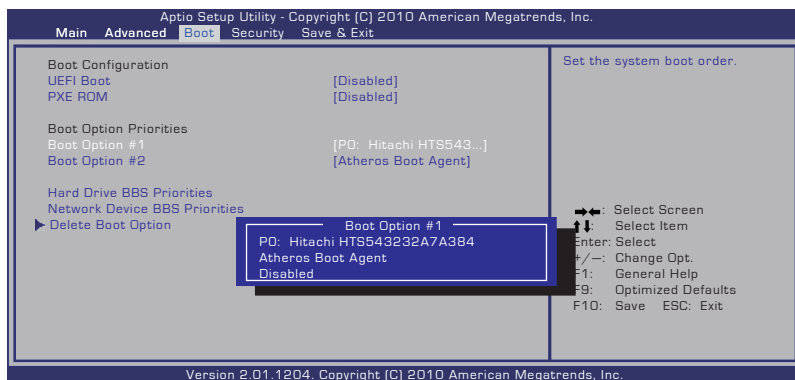 Aptio Setup Utility - Copyright (C) 2010 American Megatrends, Inc.
Main Advanced Boot Security Save & Exit
Boot Configuration
UEFI Boot [Disabled]
PXE ROM [Disabled]
Boot Option Priorities
Boot Option #1 [P0: Hitachi HTS543...]
Boot Option #2 [Atheros Boot Agent]
Hard Drive BBS Priorities
Network Device BBS Priorities
Delete Boot Option
Boot Option #1
P0: Hitachi HTS543232A7A384
Atheros Boot Agent
Disabled
Set the system boot order.
→←: Select Screen
↑↓: Select Item
Enter: Select
+/—: Change Opt.
F1: General Help
F9: Optimized Defaults
F10: Save ESC: Exit
Version 2.01.1204. Copyright (C) 2010 American Megatrends, Inc.